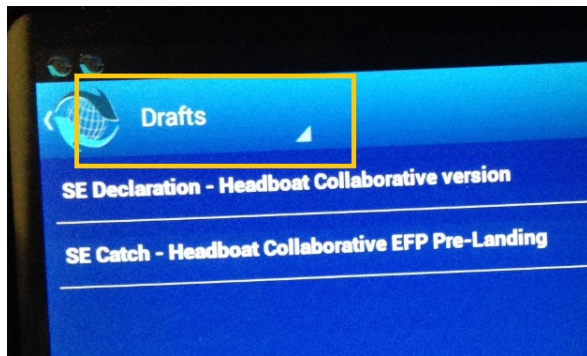 Drafts
SE Declaration - Headboat Collaborative version
SE Catch - Headboat Collaborative EFP Pre-Landing